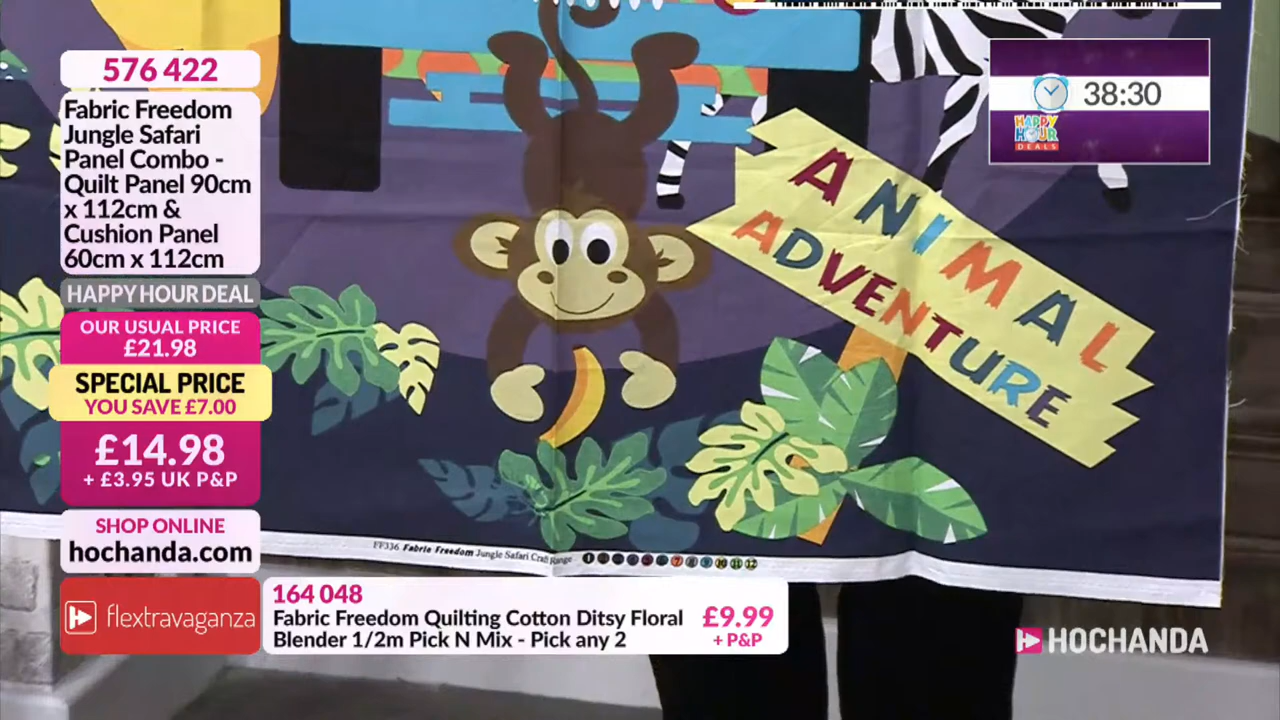 576 422
Fabric Freedom
Jungle Safari
Panel Combo -
Quilt Panel 90cm
x 112cm &
Cushion Panel
60cm x 112cm
HAPPY HOUR DEAL
OUR USUAL PRICE
£21.98
SPECIAL PRICE
YOU SAVE £7.00
£14.98
+ £3.95 UK P&P
SHOP ONLINE
hochanda.com
flextravaganza
164 048
Fabric Freedom Quilting Cotton Ditsy Floral
Blender 1/2m Pick N Mix - Pick any 2
£9.99
+ P&P
38:30
HAPPY
HOUR
DEALS
ANIMAL
ADVENTURE
FF336 Fabric Freedom Jungle Safari Craft Range
HOCHANDA